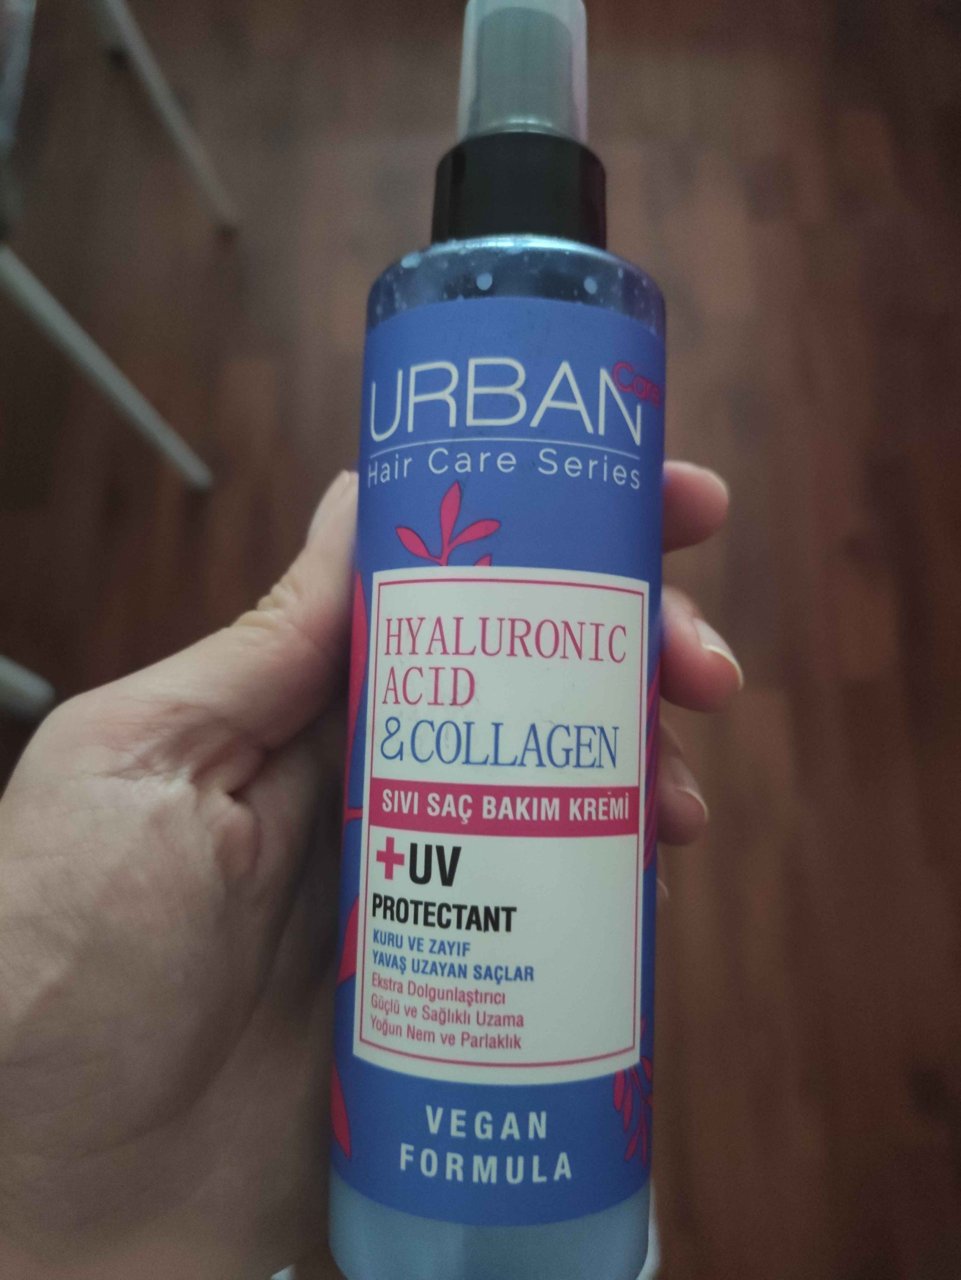 URBAN Care
Hair Care Series
HYALURONIC
ACID
& COLLAGEN
SIVI SAÇ BAKIM KREMİ
+UV
PROTECTANT
KURU VE ZAYIF
YAVAŞ UZAYAN SAÇLAR
Ekstra Dolgunlaştırıcı
Güçlü ve Sağlıklı Uzama
Yoğun Nem ve Parlaklık
VEGAN
FORMULA